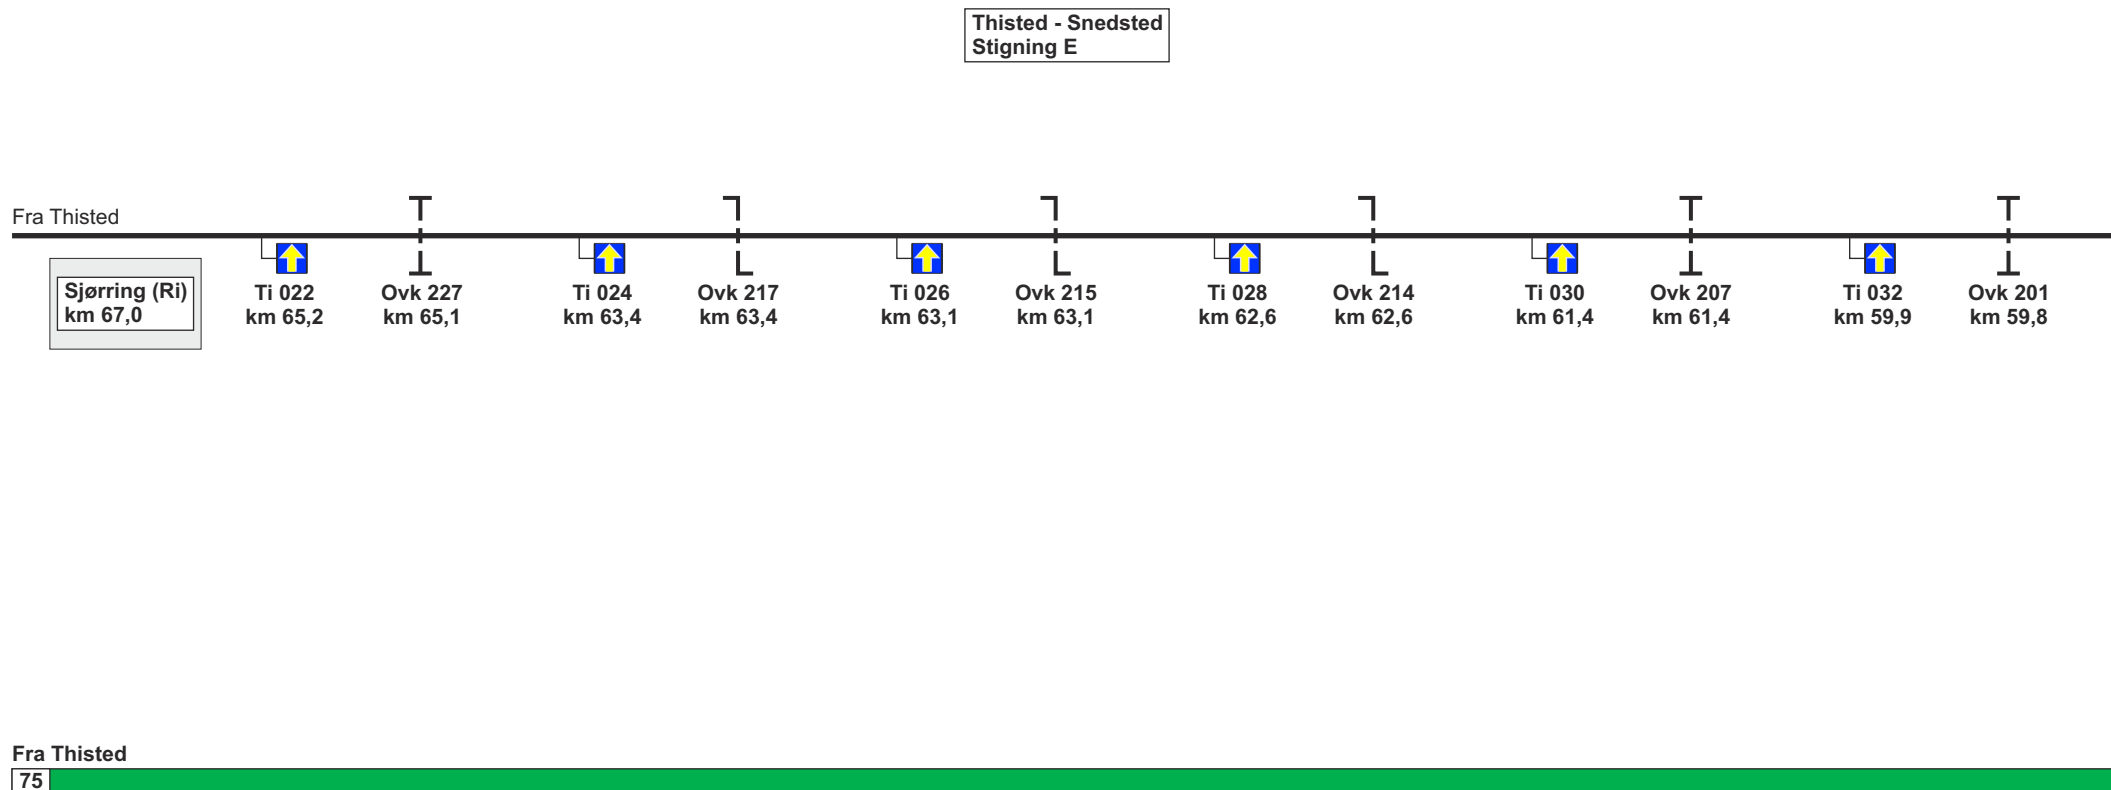 Thisted - Snedsted
Stigning E
Fra Thisted
Sjørring (Ri)
km 67,0
Ti 022
km 65,2
Ovk 227
km 65,1
Ti 024
km 63,4
Ovk 217
km 63,4
Ti 026
km 63,1
Ovk 215
km 63,1
Ti 028
km 62,6
Ovk 214
km 62,6
Ti 030
km 61,4
Ovk 207
km 61,4
Ti 032
km 59,9
Ovk 201
km 59,8
Fra Thisted
75